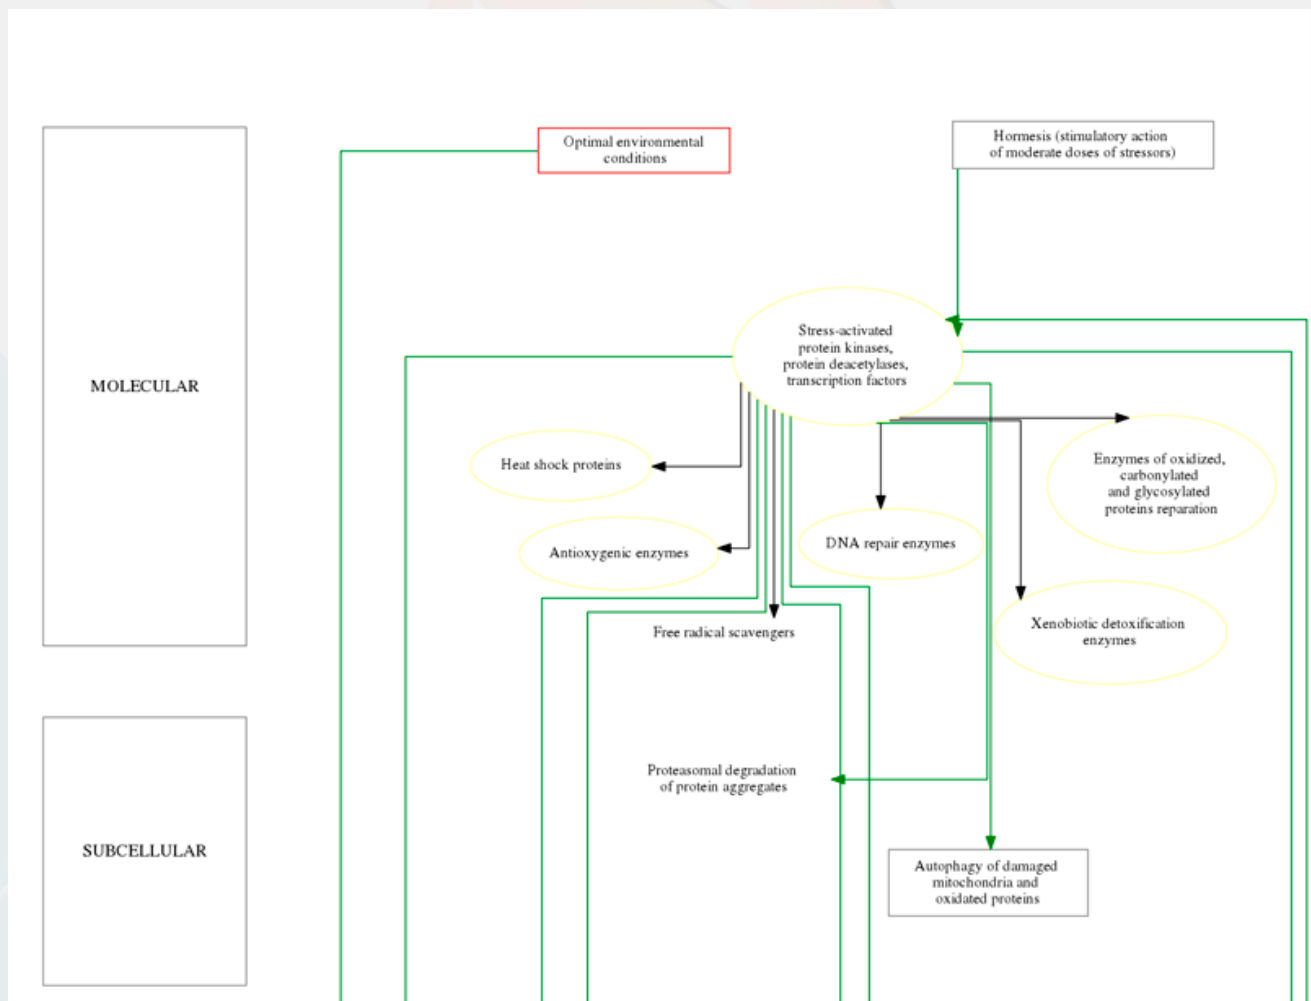 Optimal environmental
conditions
Hormesis (stimulatory action
of moderate doses of stressors)
MOLECULAR
Stress-activated
protein kinases,
protein deacetylases,
transcription factors
Heat shock proteins
Enzymes of oxidized,
carbonylated
and glycosylated
proteins reparation
Antioxygenic enzymes
DNA repair enzymes
Free radical scavengers
Xenobiotic detoxification
enzymes
Proteasomal degradation
of protein aggregates
SUBCELLULAR
Autophagy of damaged
mitochondria and
oxidated proteins